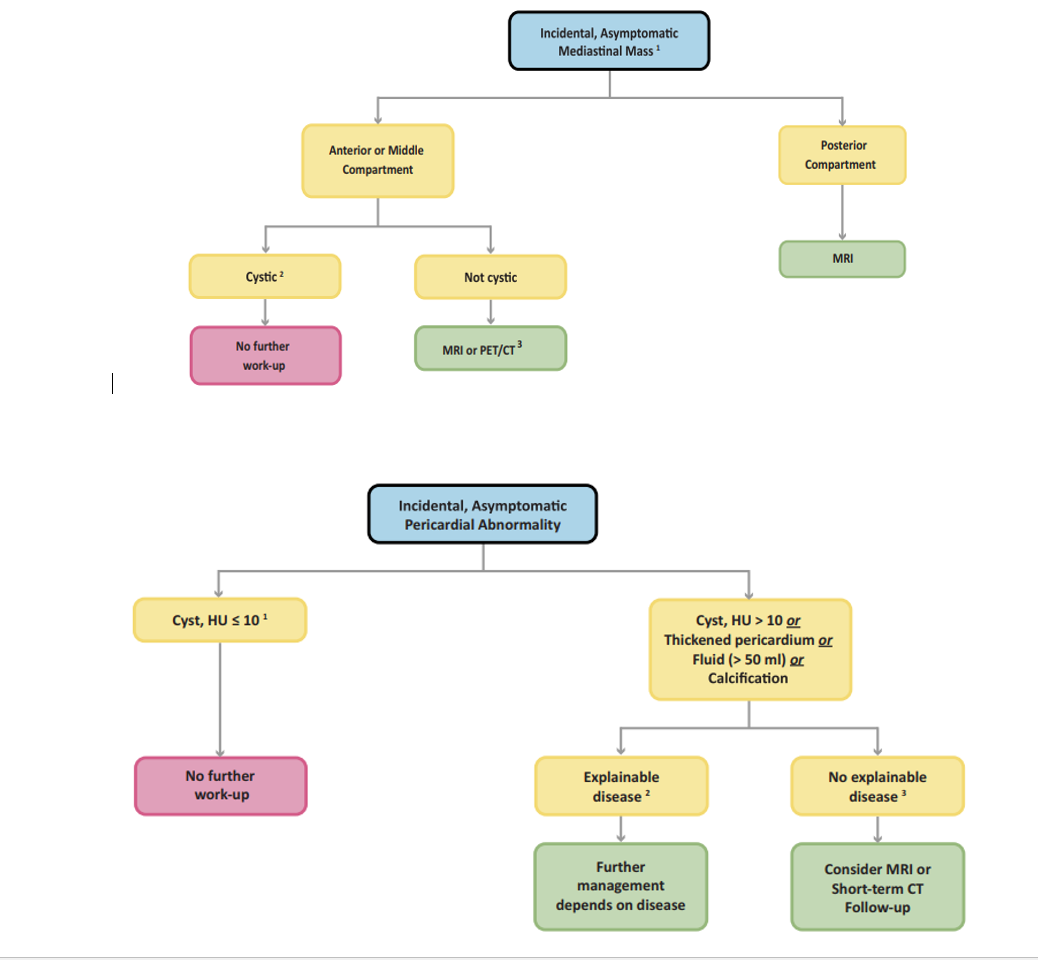 Incidental, Asymptomatic
Mediastinal Mass 1
Anterior or Middle
Compartment
Posterior
Compartment
Cystic 2
Not cystic
MRI
No further
work-up
MRI or PET/CT 3
Incidental, Asymptomatic
Pericardial Abnormality
Cyst, HU ≤ 10 1
Cyst, HU > 10 or
Thickened pericardium or
Fluid (> 50 ml) or
Calcification
No further
work-up
Explainable
disease 2
No explainable
disease 3
Further
management
depends on disease
Consider MRI or
Short-term CT
Follow-up